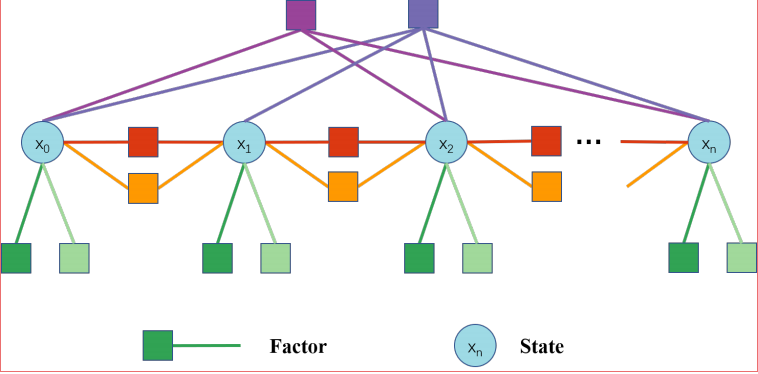 x₀ x₁ x₂ ... xₙ
xₙ Factor State